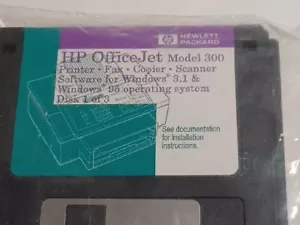 hp HEWLETT
PACKARD
HP OfficeJet Model 300
Printer · Fax · Copier · Scanner
Software for Windows® 3.1 &
Windows® 95 operating system
Disk 1 of 3
See documentation
for installation
instructions.